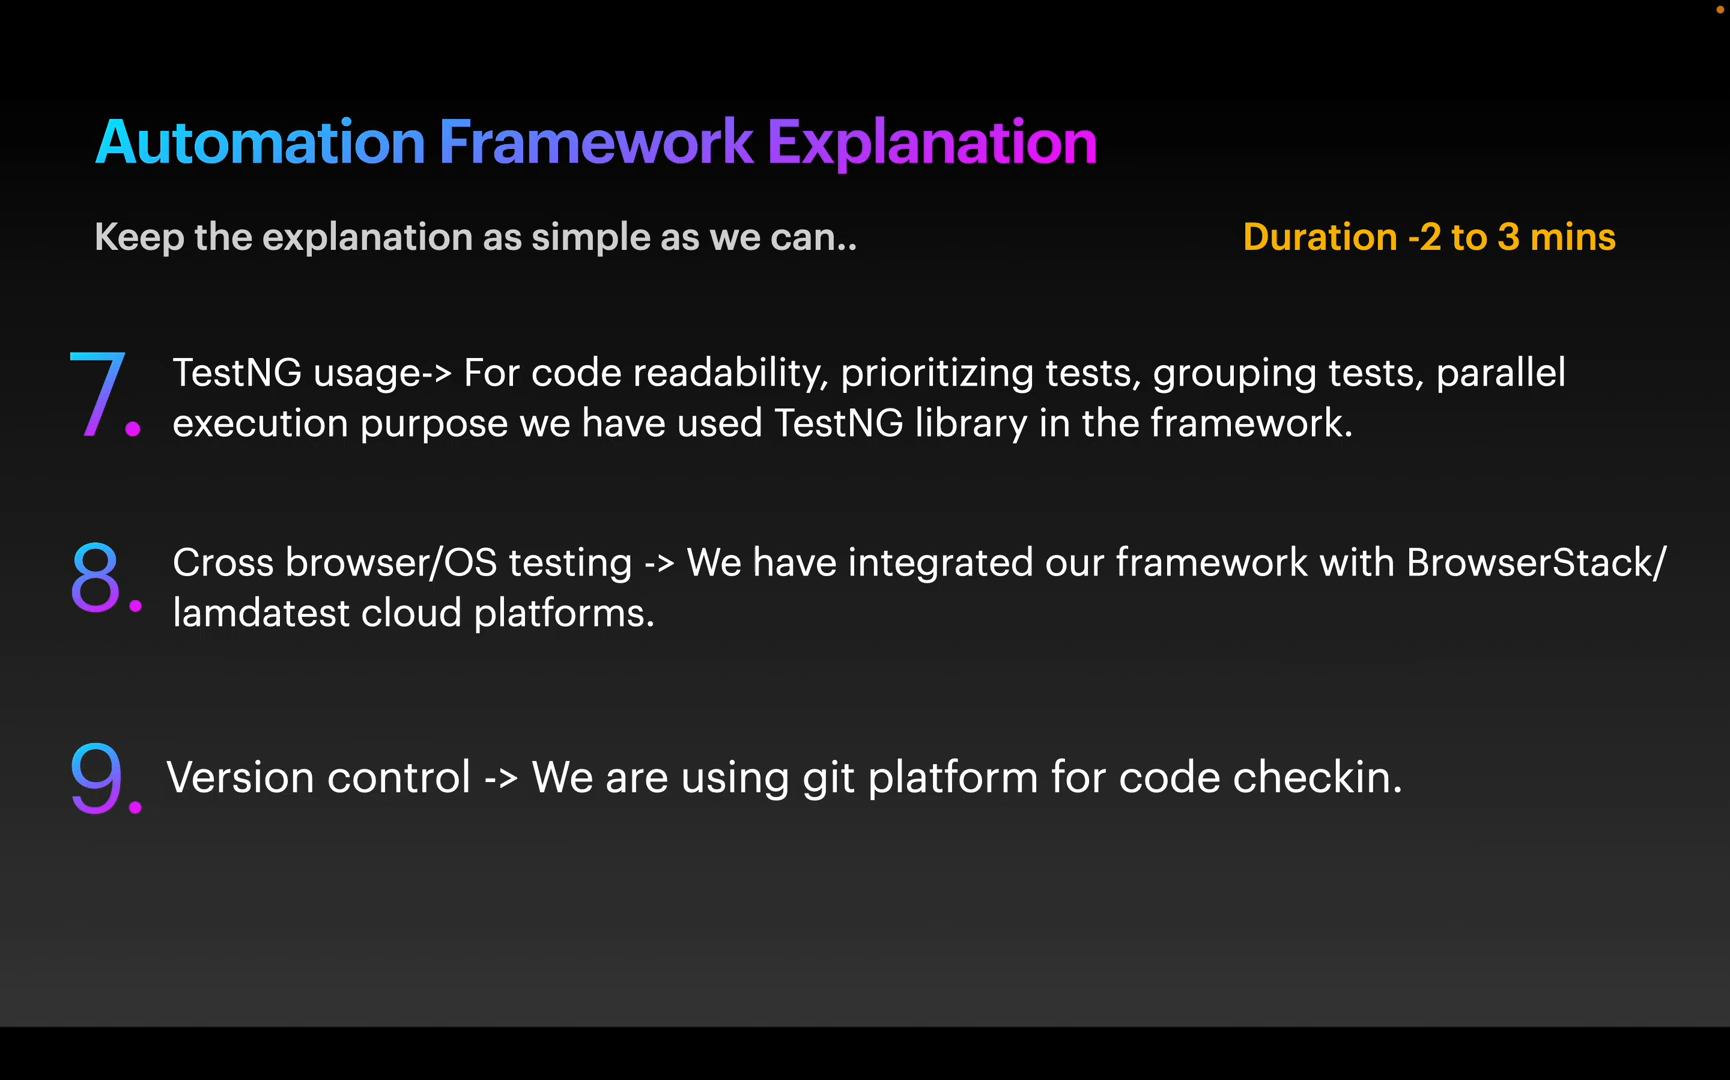 Automation Framework Explanation
Keep the explanation as simple as we can..
Duration -2 to 3 mins
7.
TestNG usage-> For code readability, prioritizing tests, grouping tests, parallel
execution purpose we have used TestNG library in the framework.
8.
Cross browser/OS testing -> We have integrated our framework with BrowserStack/
lamdatest cloud platforms.
9.
Version control -> We are using git platform for code checkin.